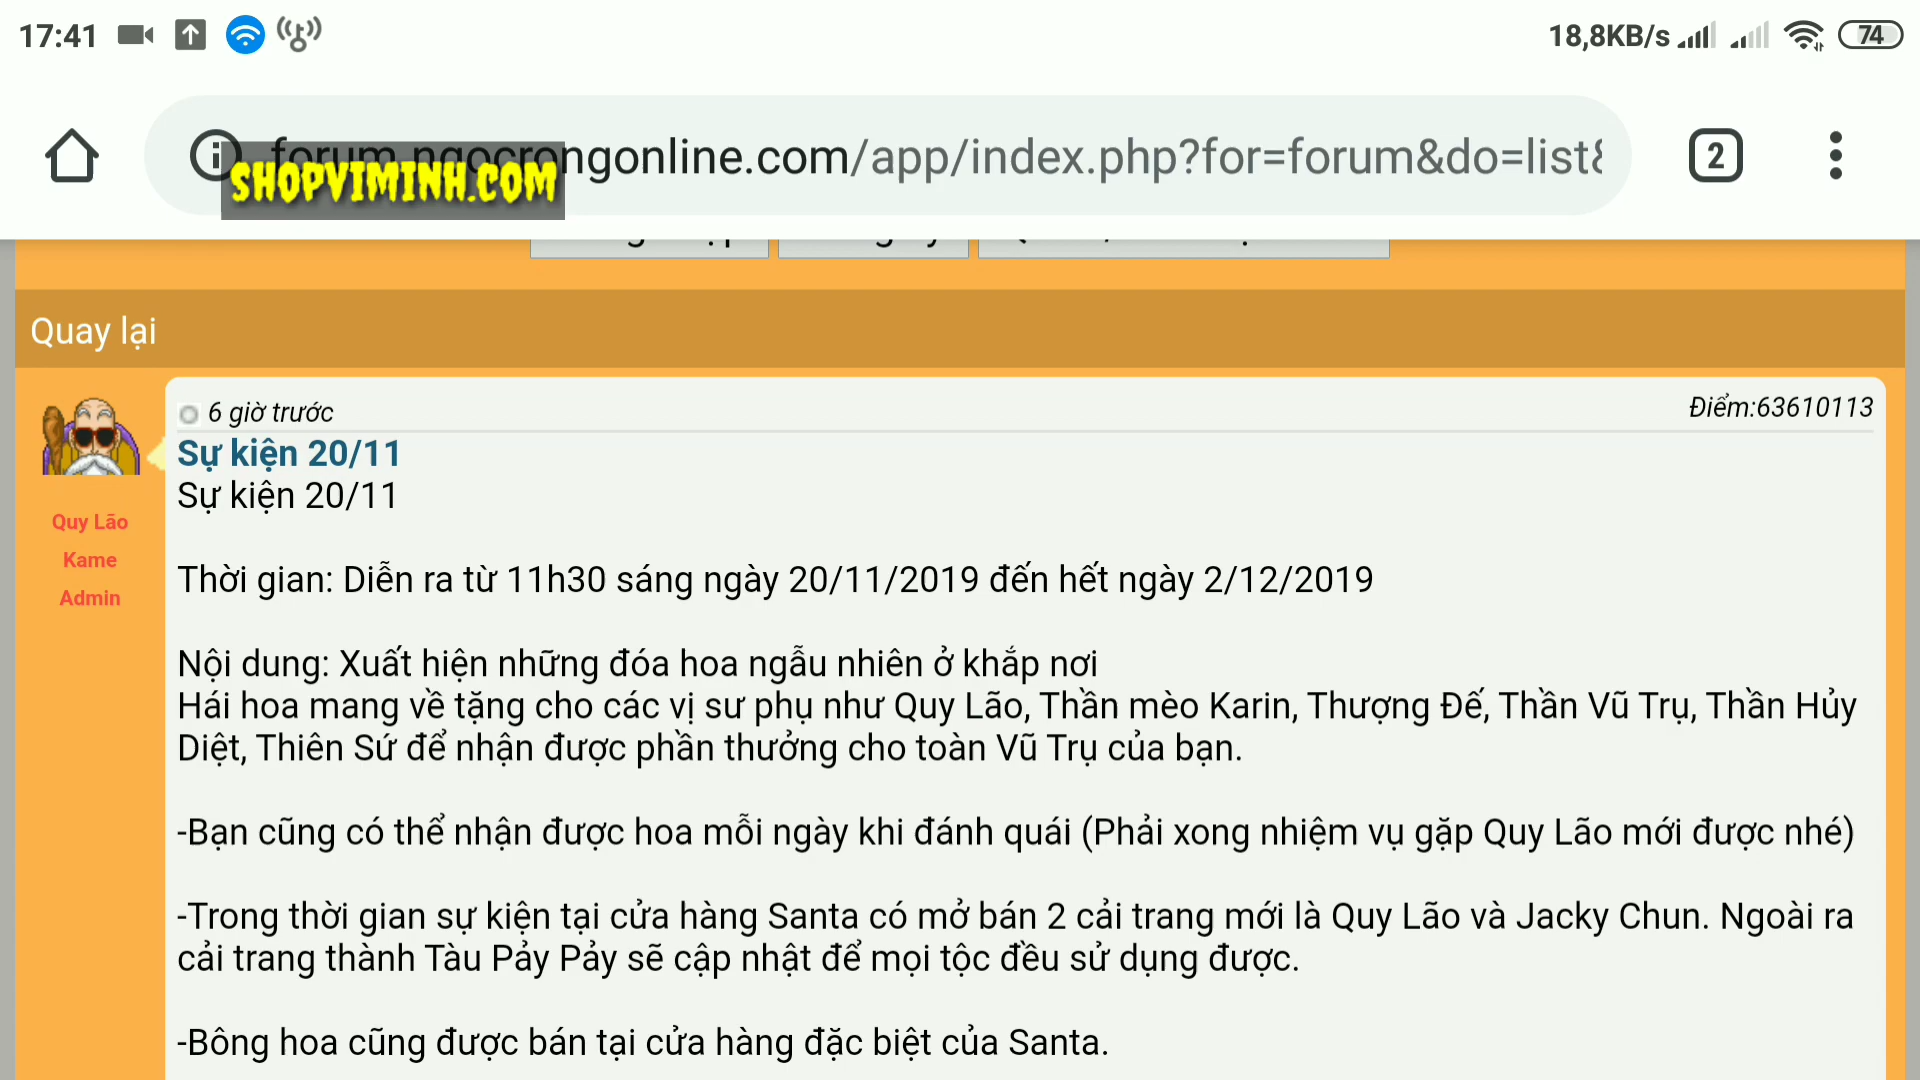 17:41
18,8KB/s
74
forum.ngocrongonline.com/app/index.php?for=forum&do=list&
SHOPVIMINH.COM
2
Quay lại
6 giờ trước
Điểm:63610113
Quy Lão
Kame
Admin
Sự kiện 20/11
Sự kiện 20/11
Thời gian: Diễn ra từ 11h30 sáng ngày 20/11/2019 đến hết ngày 2/12/2019
Nội dung: Xuất hiện những đóa hoa ngẫu nhiên ở khắp nơi
Hái hoa mang về tặng cho các vị sư phụ như Quy Lão, Thần mèo Karin, Thượng Đế, Thần Vũ Trụ, Thần Hủy
Diệt, Thiên Sứ để nhận được phần thưởng cho toàn Vũ Trụ của bạn.
-Bạn cũng có thể nhận được hoa mỗi ngày khi đánh quái (Phải xong nhiệm vụ gặp Quy Lão mới được nhé)
-Trong thời gian sự kiện tại cửa hàng Santa có mở bán 2 cải trang mới là Quy Lão và Jacky Chun. Ngoài ra
cải trang thành Tàu Pảy Pảy sẽ cập nhật để mọi tộc đều sử dụng được.
-Bông hoa cũng được bán tại cửa hàng đặc biệt của Santa.